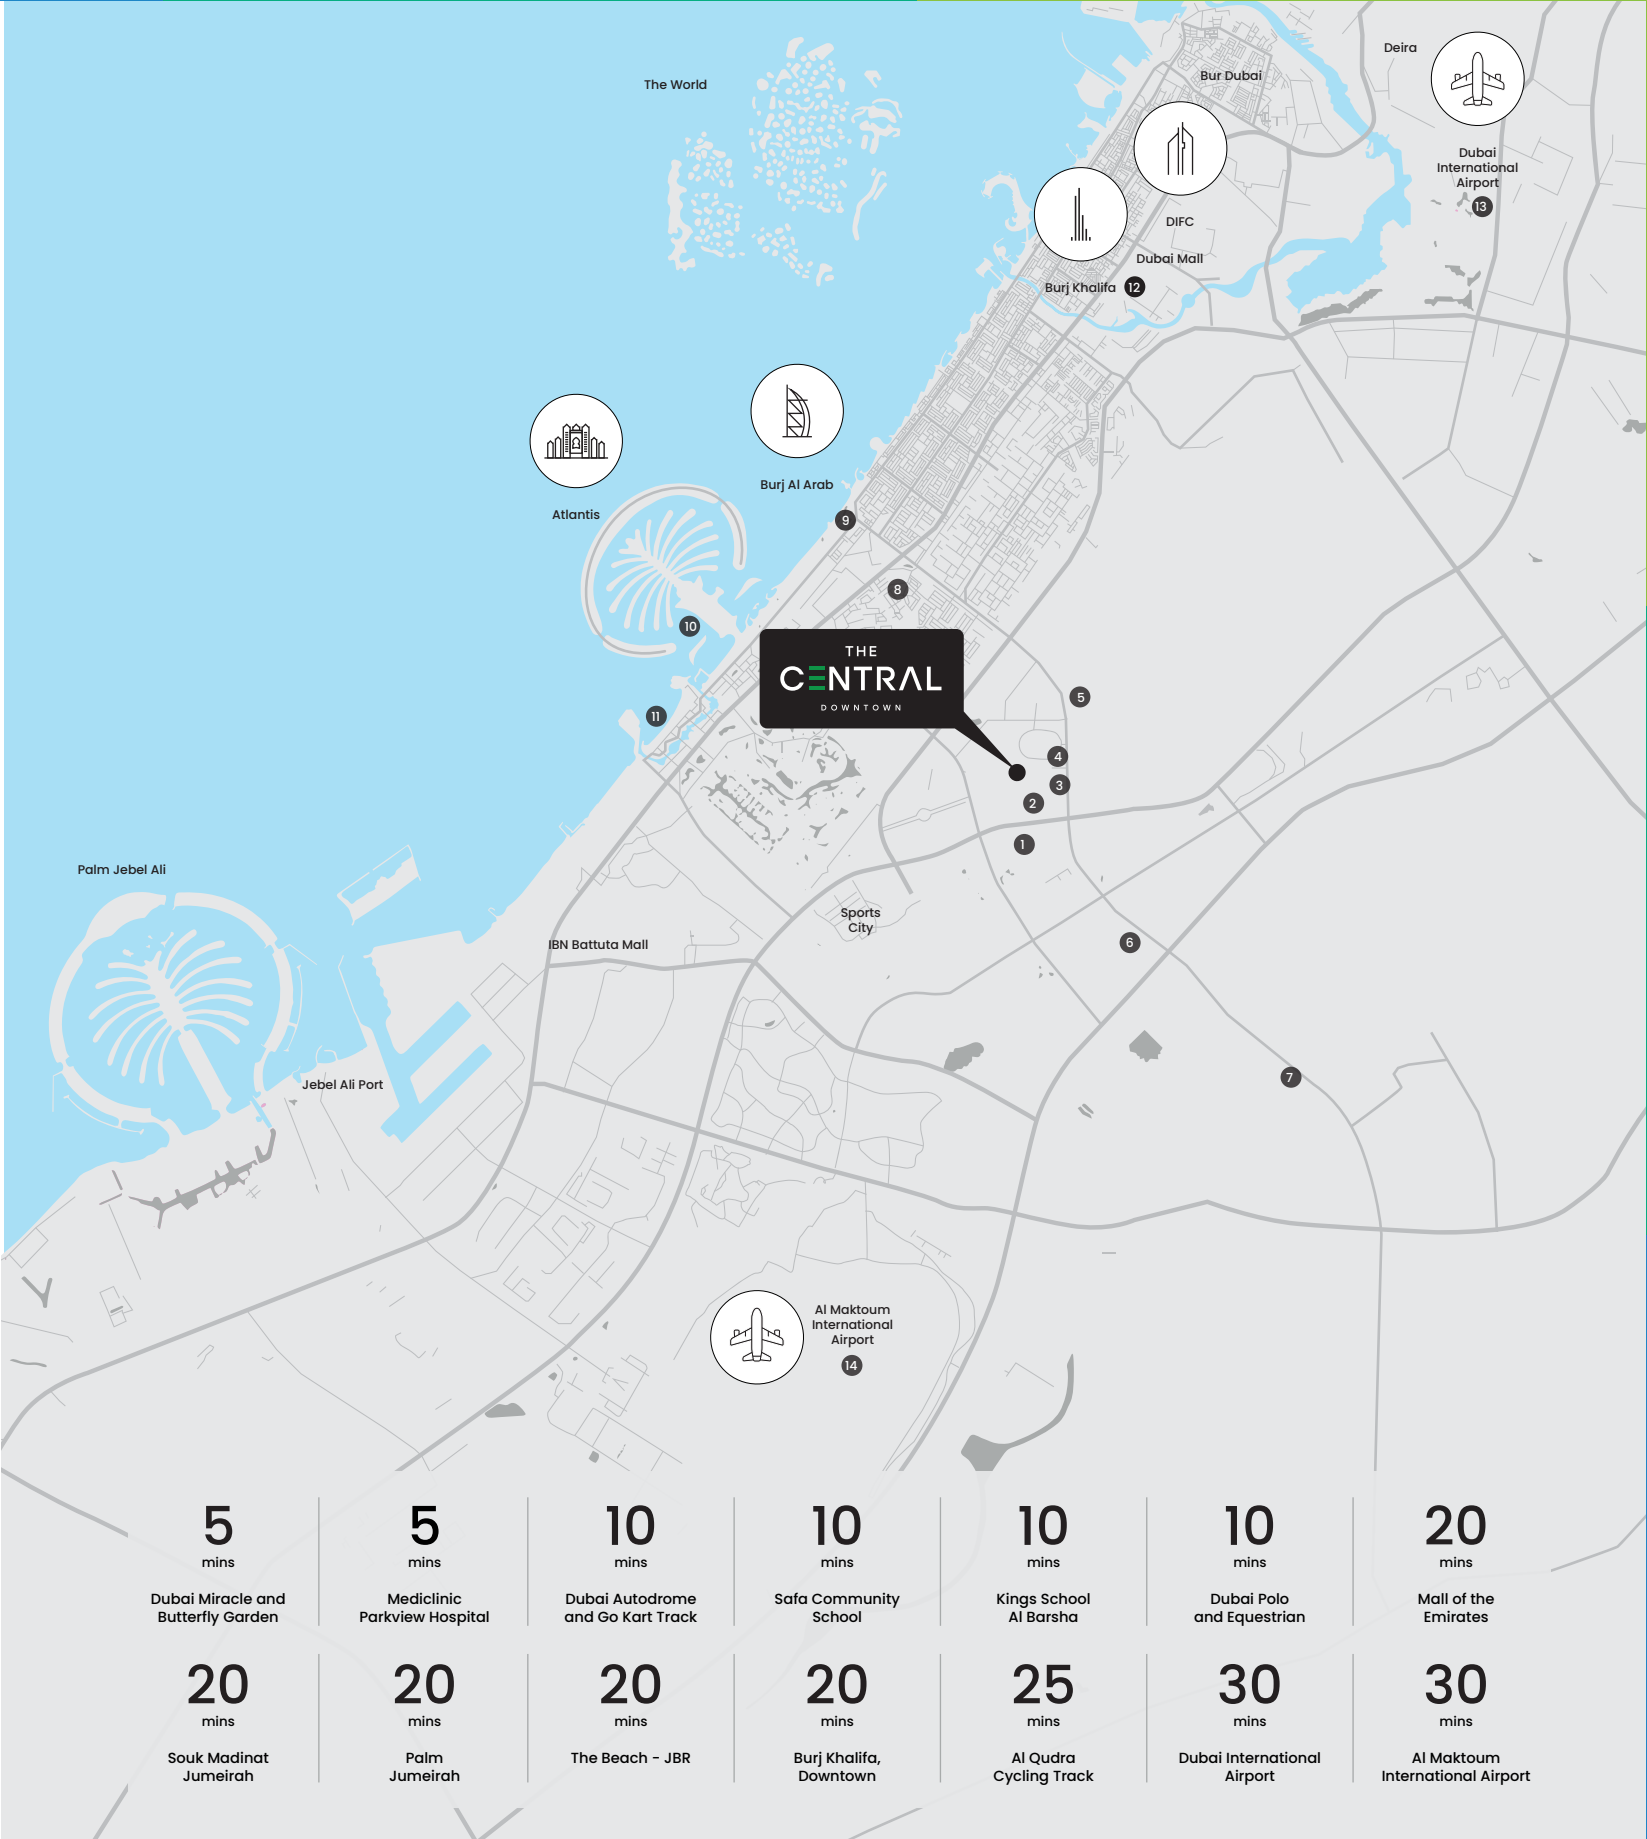 Deira
Bur Dubai
The World
Dubai
International
Airport
13
DIFC
Dubai Mall
Burj Khalifa
12
Burj Al Arab
Atlantis
9
8
10
THE
CENTRAL
DOWNTOWN
5
11
4
3
2
1
Palm Jebel Ali
Sports
City
IBN Battuta Mall
6
7
Jebel Ali Port
Al Maktoum
International
Airport
14
5
mins
Dubai Miracle and
Butterfly Garden
5
mins
Mediclinic
Parkview Hospital
10
mins
Dubai Autodrome
and Go Kart Track
10
mins
Safa Community
School
10
mins
Kings School
Al Barsha
10
mins
Dubai Polo
and Equestrian
20
mins
Mall of the
Emirates
20
mins
Souk Madinat
Jumeirah
20
mins
Palm
Jumeirah
20
mins
The Beach - JBR
20
mins
Burj Khalifa,
Downtown
25
mins
Al Qudra
Cycling Track
30
mins
Dubai International
Airport
30
mins
Al Maktoum
International Airport